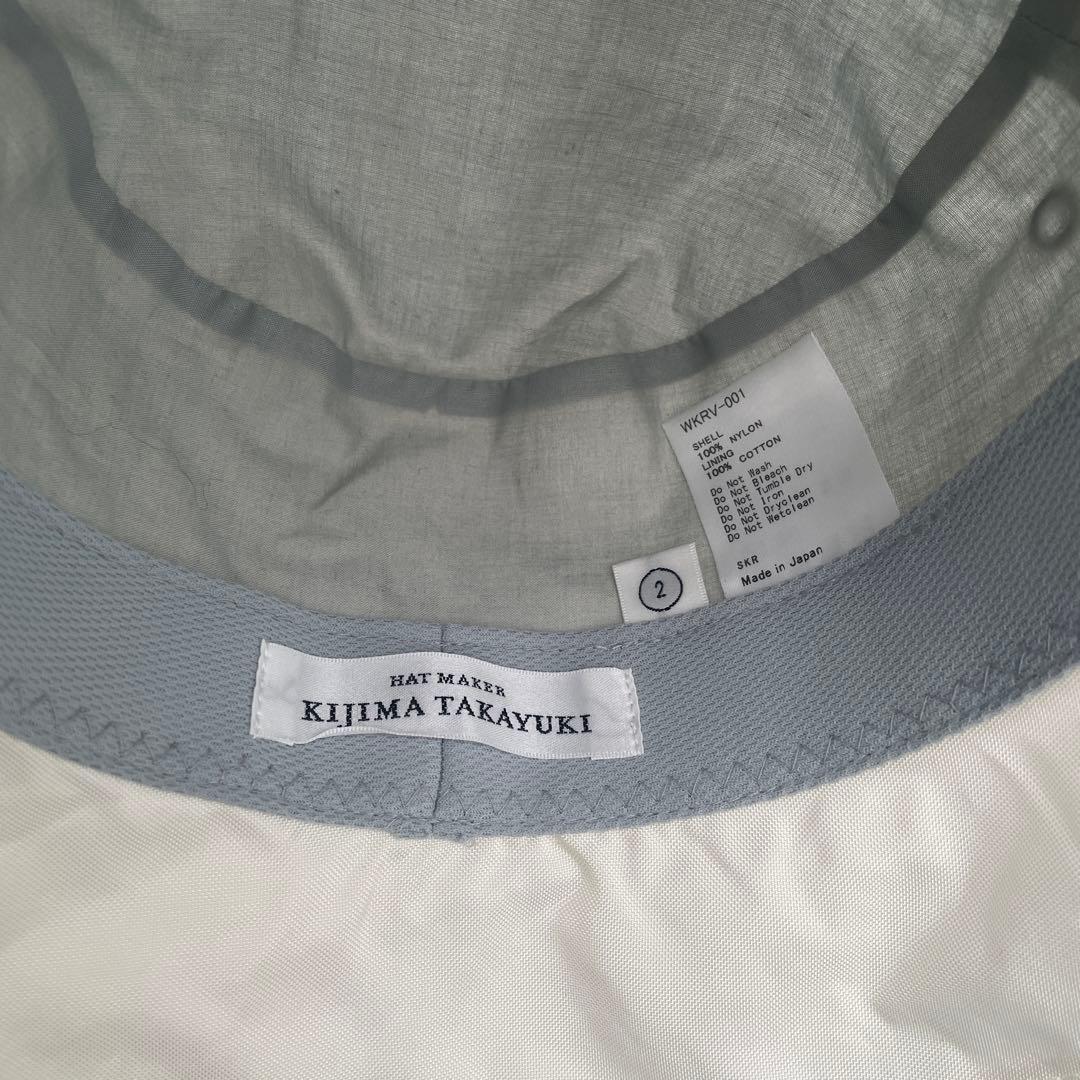 WKRV-001
SHELL
100% NYLON
LINING
100% COTTON
Do Not Wash
Do Not Bleach
Do Not Tumble Dry
Do Not Iron
Do Not Dryclean
Do Not Wetclean
SKR
Made in Japan
2
HAT MAKER
KIJIMA TAKAYUKI